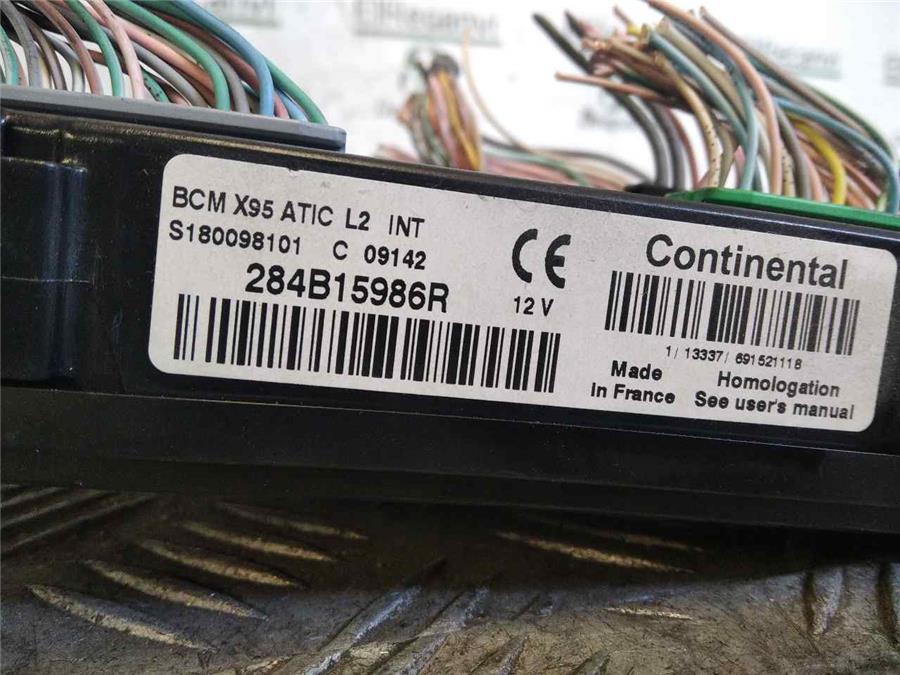 BCM X95 ATIC L2 INT
S180098101 C 09142
284B15986R
12 V
Continental
1/ 13337/ 691521118
Made
in France
Homologation
See user's manual